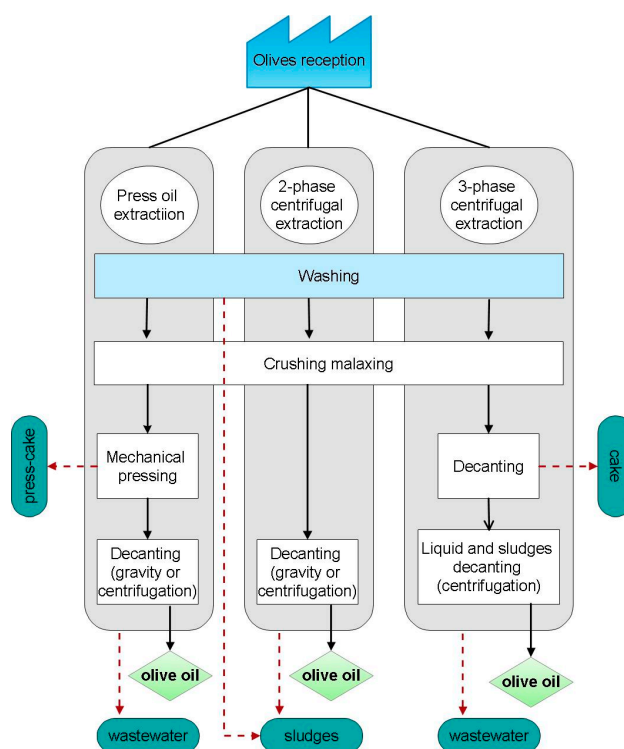 Olives reception
Press oil
extractiion
2-phase
centrifugal
extraction)
3-phase
centrifugal
extraction)
Washing
Crushing malaxing
press-cake
Mechanical
pressing
Decanting
cake
Decanting
(gravity or
centrifugation)
Decanting
(gravity or
centrifugation)
Liquid and sludges
decanting
(centrifugation)
olive oil
olive oil
olive oil
wastewater
sludges
wastewater